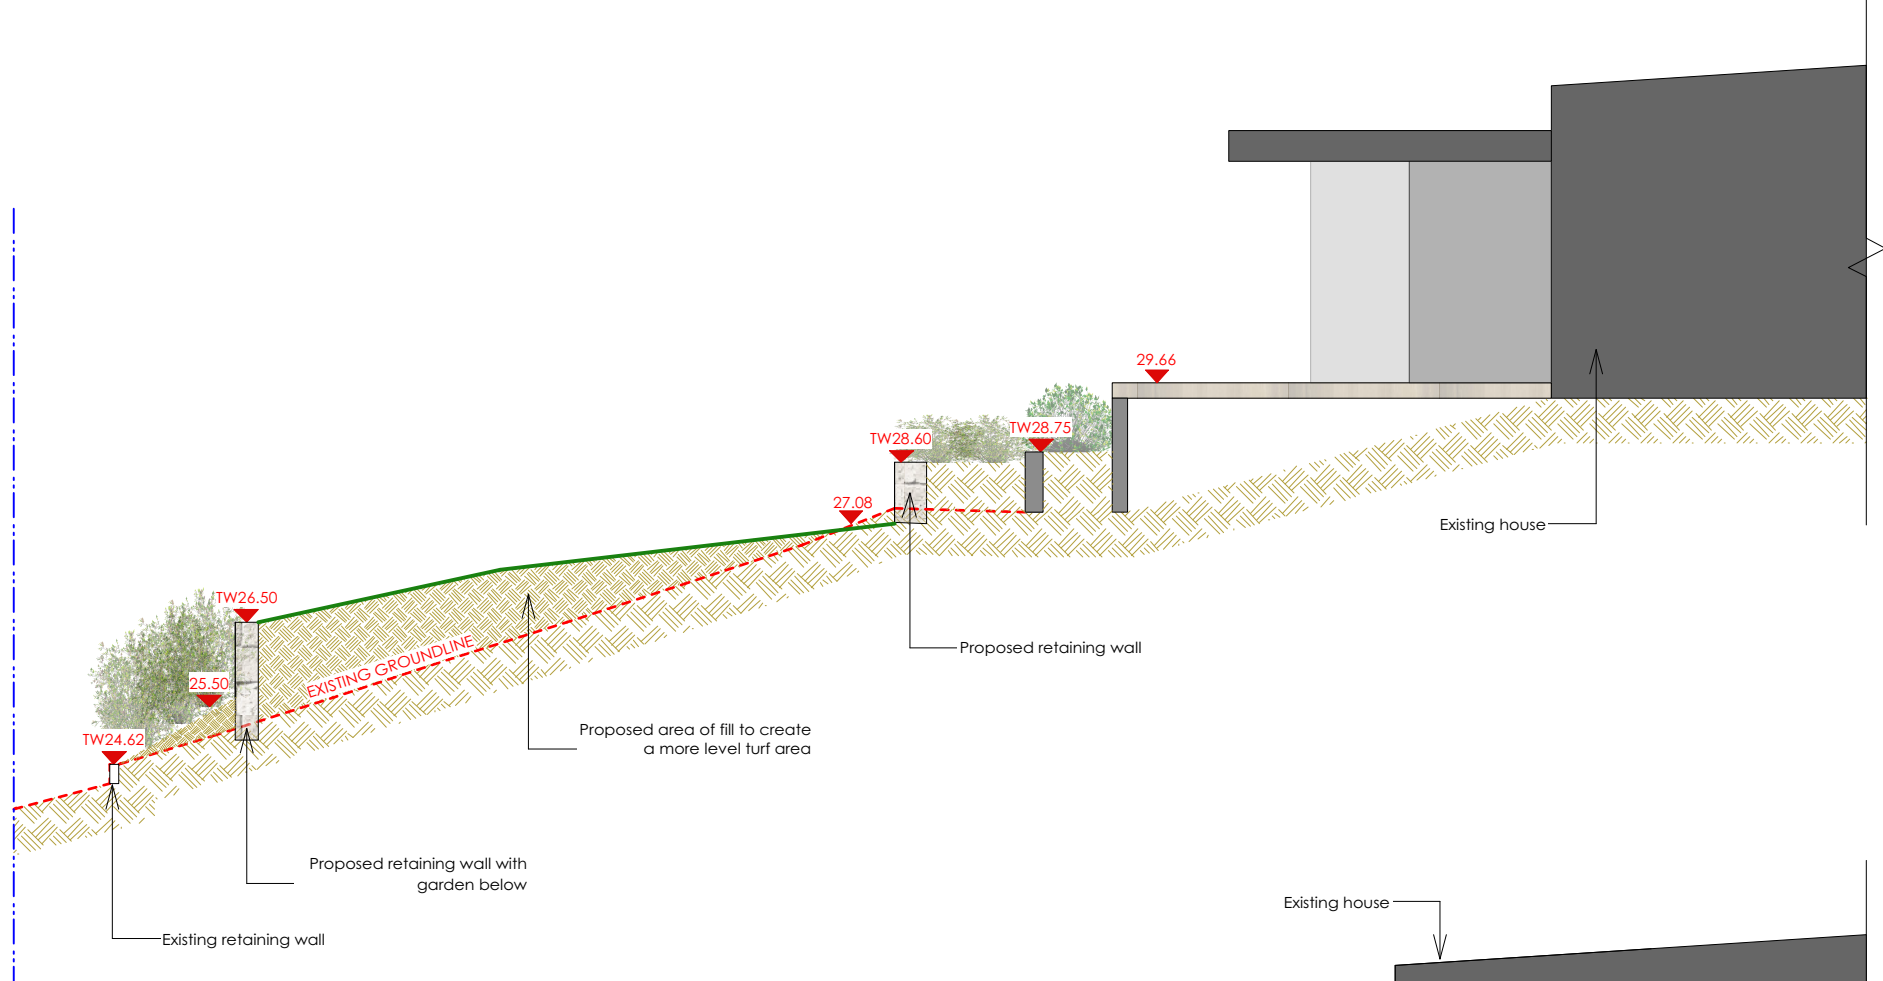 29.66
TW28.75
TW28.60
27.08
Existing house
TW26.50
EXISTING GROUNDLINE
Proposed retaining wall
25.50
Proposed area of fill to create
a more level turf area
TW24.62
Proposed retaining wall with
garden below
Existing house
Existing retaining wall